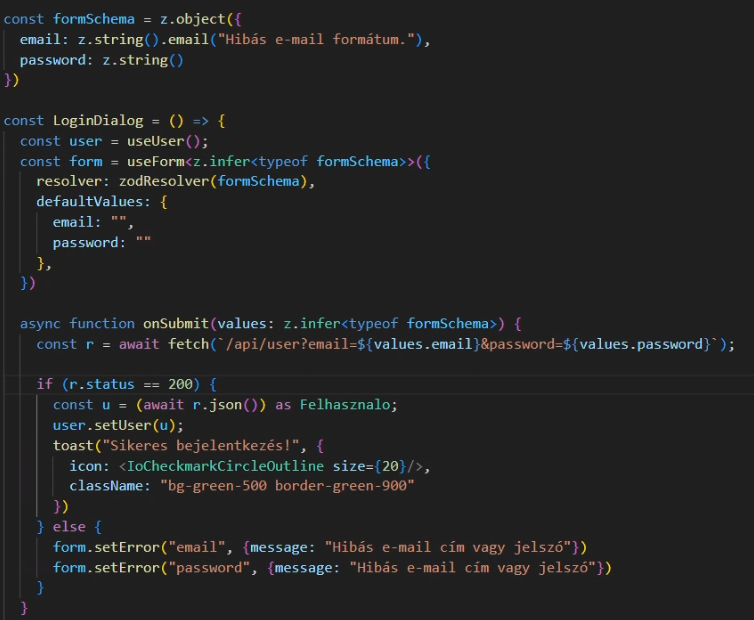 const formSchema = z.object({
  email: z.string().email("Hibás e-mail formátum."),
  password: z.string()
})

const LoginDialog = () => {
  const user = useUser();
  const form = useForm<z.infer<typeof formSchema>>({
    resolver: zodResolver(formSchema),
    defaultValues: {
      email: "",
      password: ""
    },
  })

  async function onSubmit(values: z.infer<typeof formSchema>) {
    const r = await fetch(`/api/user?email=${values.email}&password=${values.password}`);

    if (r.status == 200) {
      const u = (await r.json()) as Felhasznalo;
      user.setUser(u);
      toast("Sikeres bejelentkezés!", {
        icon: <IoCheckmarkCircleOutline size={20}/>,
        className: "bg-green-500 border-green-900"
      })
    } else {
      form.setError("email", {message: "Hibás e-mail cím vagy jelszó"})
      form.setError("password", {message: "Hibás e-mail cím vagy jelszó"})
    }
  }